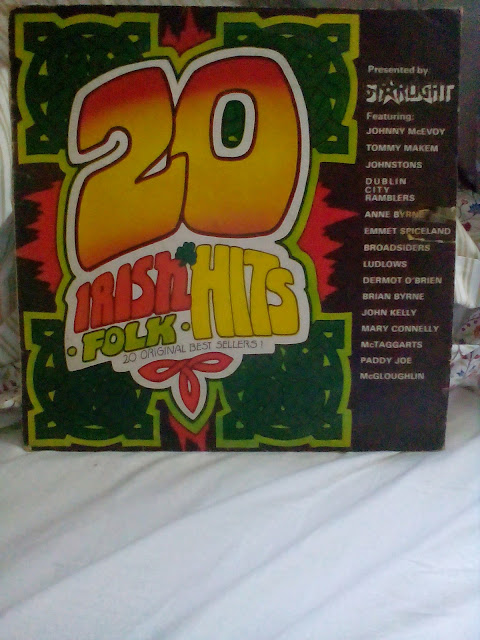 20
IRISH HITS
• FOLK •
20 ORIGINAL BEST SELLERS!
Presented by
STARLIGHT
Featuring:
JOHNNY McEVOY
TOMMY MAKEM
JOHNSTONS
DUBLIN
CITY
RAMBLERS
ANNE BYRNE
EMMET SPICELAND
BROADSIDERS
LUDLOWS
DERMOT O'BRIEN
BRIAN BYRNE
JOHN KELLY
MARY CONNELLY
McTAGGARTS
PADDY JOE
McGLOUGHLIN